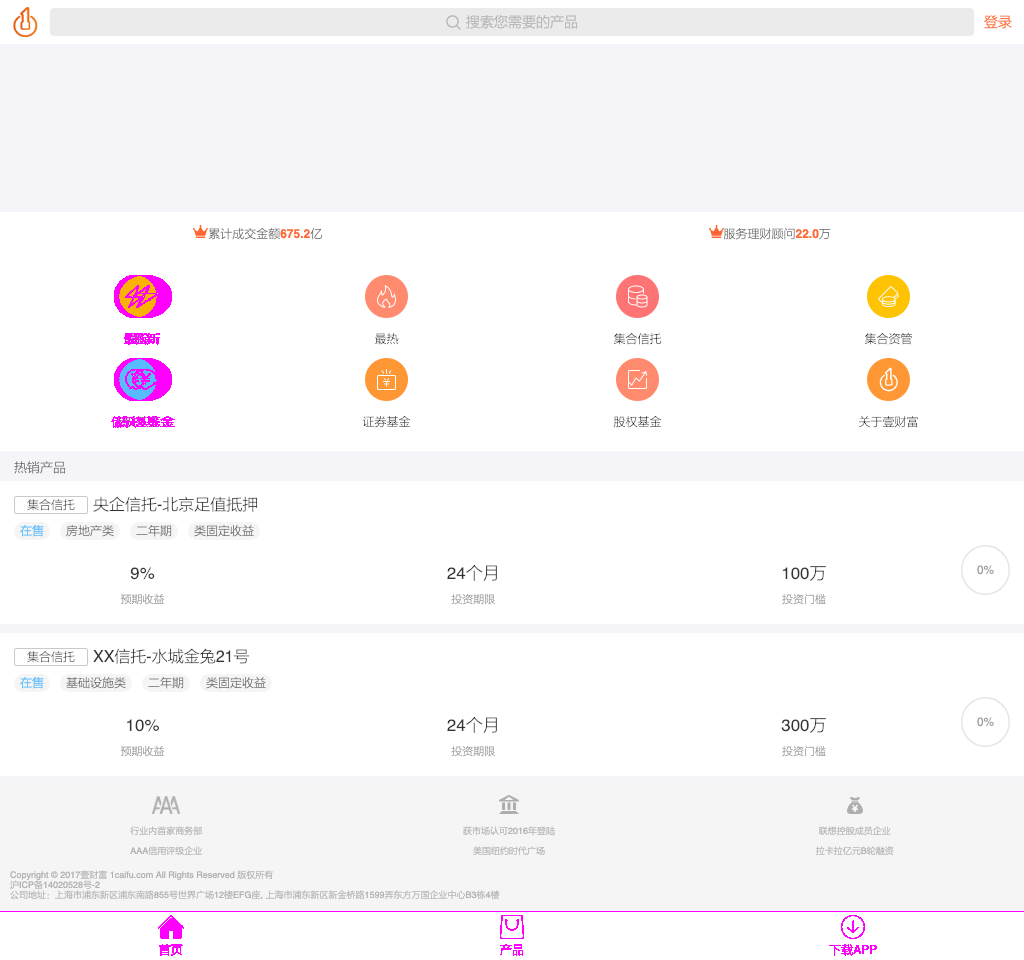 搜索您需要的产品
登录
累计成交金额675.2亿
服务理财顾问22.0万
最热
集合信托
集合资管
证券基金
股权基金
关于壹财富
热销产品
集合信托 央企信托-北京足值抵押
在售 房地产类 二年期 类固定收益
9% 24个月 100万 0%
预期收益 投资期限 投资门槛
集合信托 XX信托-水城金兔21号
在售 基础设施类 二年期 类固定收益
10% 24个月 300万 0%
预期收益 投资期限 投资门槛
行业内首家商务部 获市场认可2016年登陆 联想控股成员企业
AAA信用评级企业 美国纽约时代广场 拉卡拉亿元B轮融资
Copyright © 2017壹财富 1caifu.com All Rights Reserved 版权所有
沪ICP备14020528号-2
公司地址：上海市浦东新区浦东南路855号世界广场12楼EFG座, 上海市浦东新区新金桥路1599弄东方万国企业中心B3栋4楼
首页 产品 下载APP